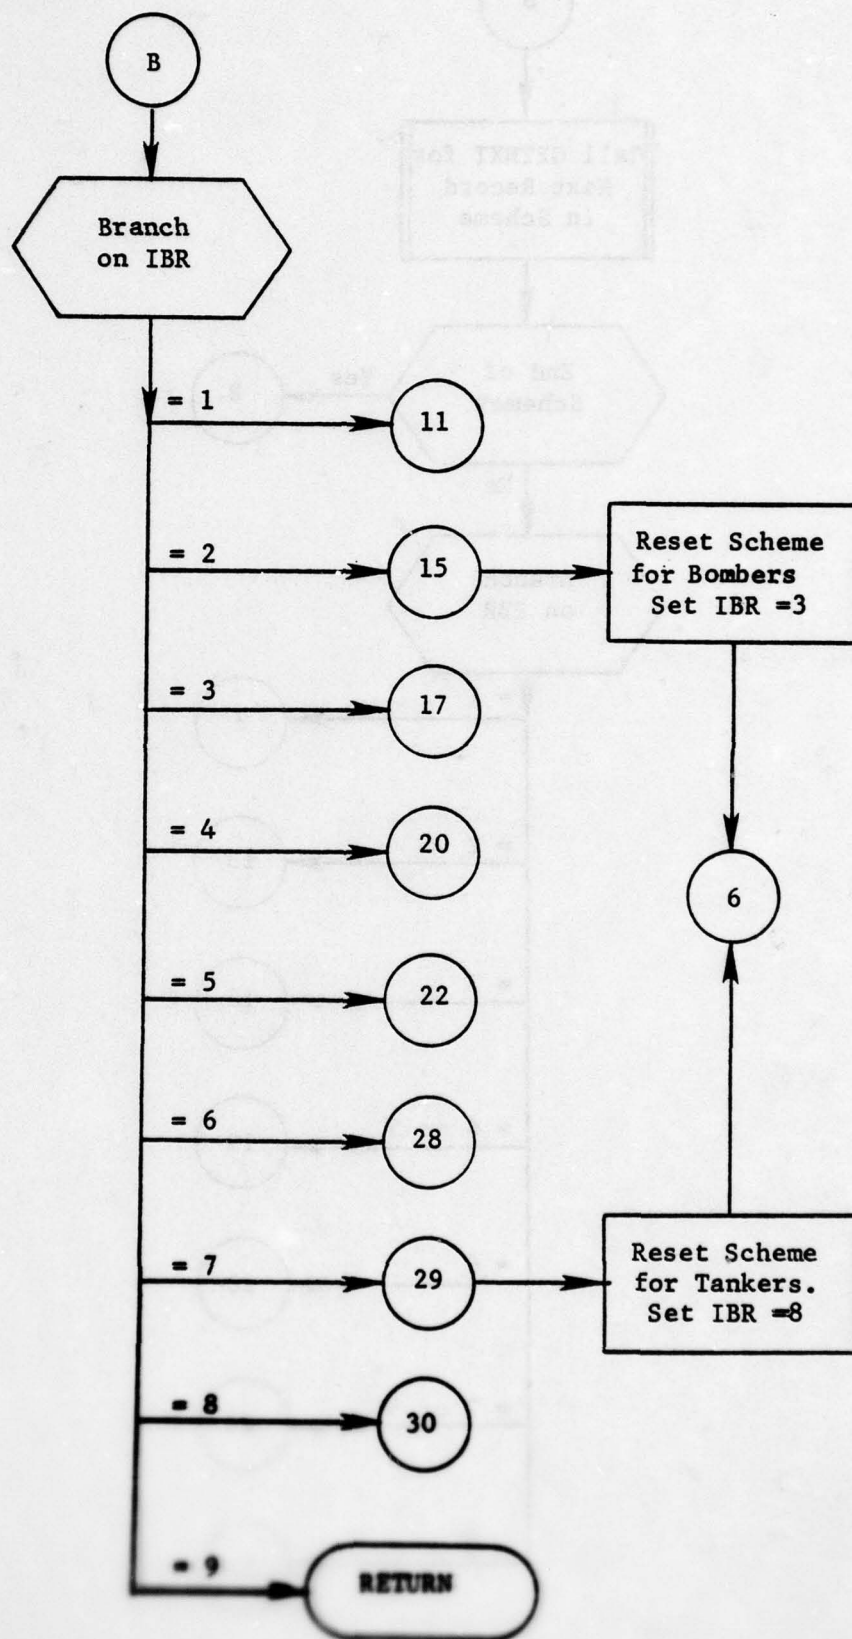 B
Branch
on IBR
= 1
11
= 2
15
Reset Scheme
for Bombers
Set IBR =3
= 3
17
= 4
20
6
= 5
22
= 6
28
= 7
29
Reset Scheme
for Tankers.
Set IBR =8
= 8
30
= 9
RETURN